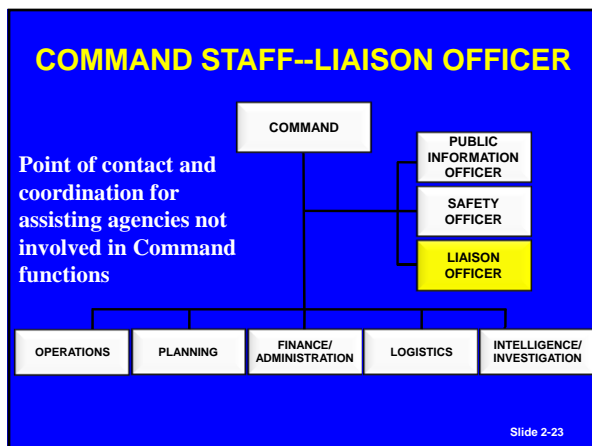 COMMAND STAFF--LIAISON OFFICER
COMMAND
Point of contact and
coordination for
assisting agencies not
involved in Command
functions
PUBLIC
INFORMATION
OFFICER
SAFETY
OFFICER
LIAISON
OFFICER
OPERATIONS
PLANNING
FINANCE/
ADMINISTRATION
LOGISTICS
INTELLIGENCE/
INVESTIGATION
Slide 2-23